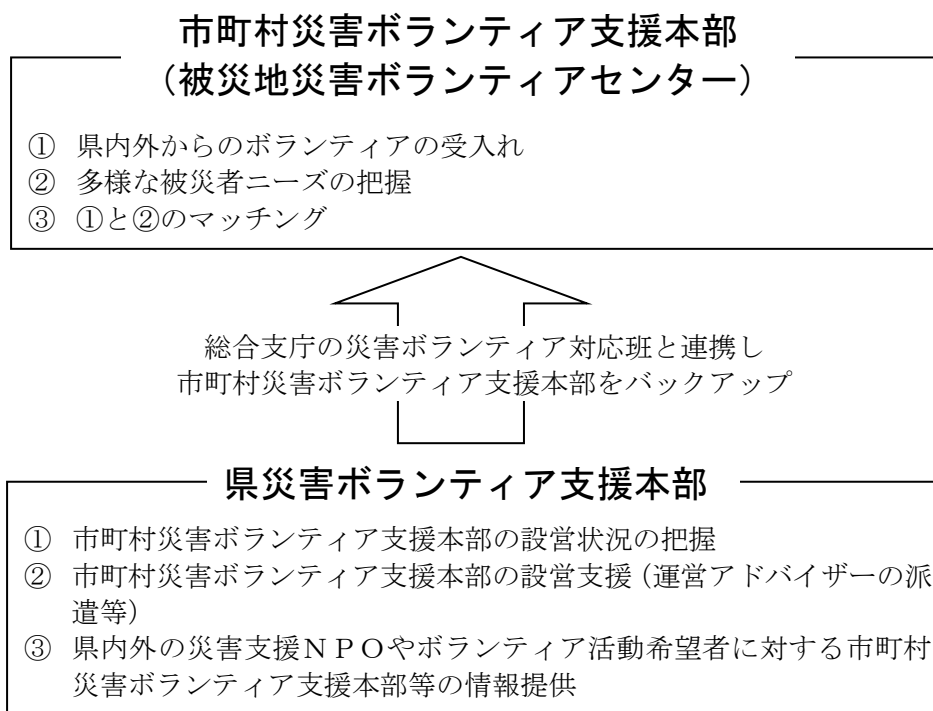 市町村災害ボランティア支援本部
（被災地災害ボランティアセンター）
① 県内外からのボランティアの受入れ
② 多様な被災者ニーズの把握
③ ①と②のマッチング
総合支庁の災害ボランティア対応班と連携し
市町村災害ボランティア支援本部をバックアップ
県災害ボランティア支援本部
① 市町村災害ボランティア支援本部の設営状況の把握
② 市町村災害ボランティア支援本部の設営支援（運営アドバイザーの派
遣等）
③ 県内外の災害支援ＮＰＯやボランティア活動希望者に対する市町村
災害ボランティア支援本部等の情報提供